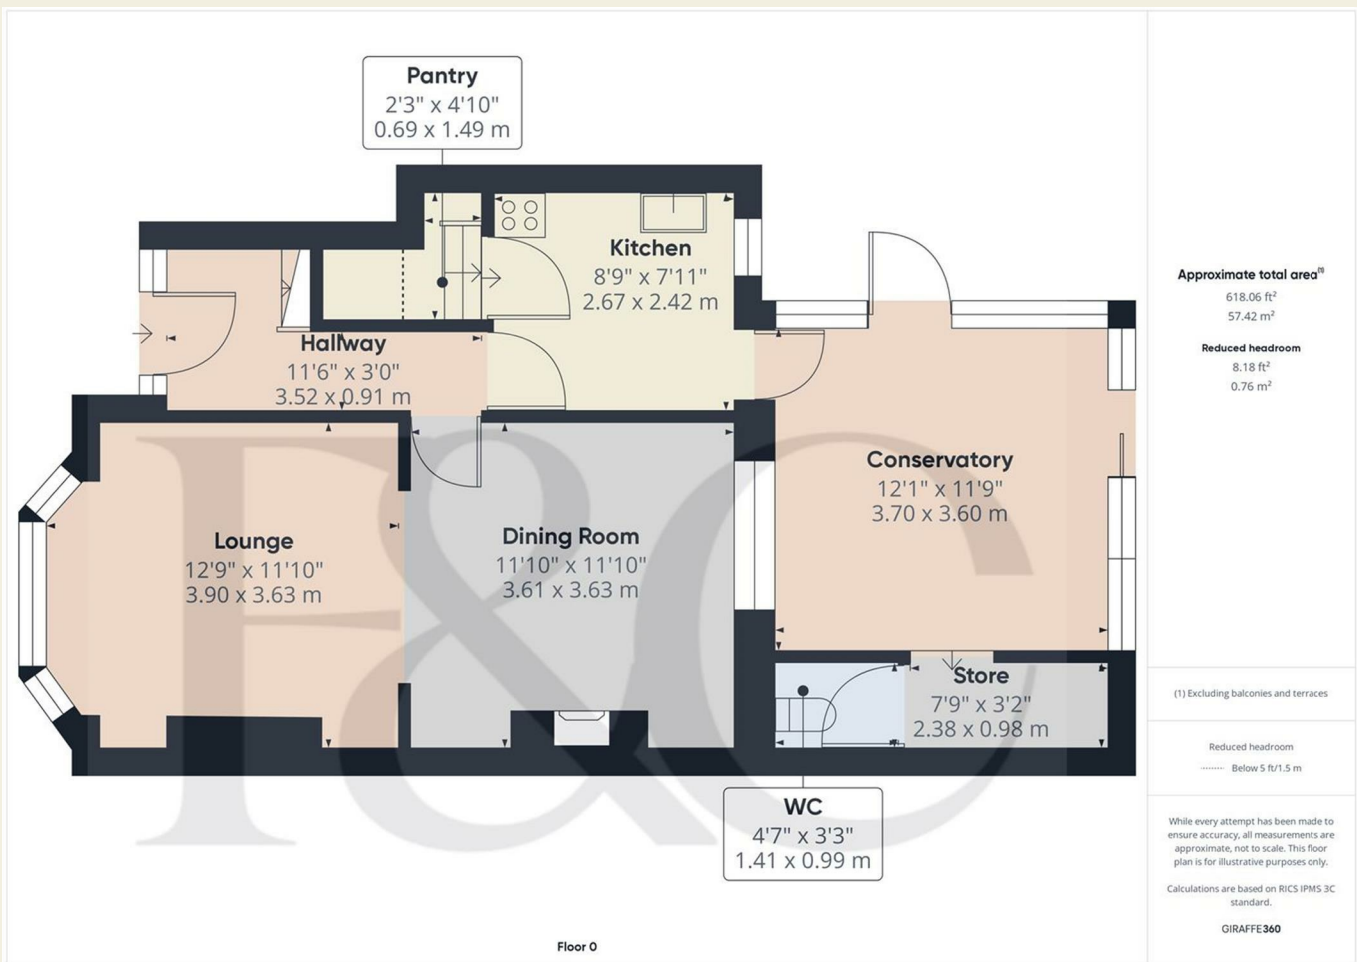 Pantry
2'3" x 4'10"
0.69 x 1.49 m
Kitchen
8'9" x 7'11"
2.67 x 2.42 m
Hallway
11'6" x 3'0"
3.52 x 0.91 m
Conservatory
12'1" x 11'9"
3.70 x 3.60 m
Lounge
12'9" x 11'10"
3.90 x 3.63 m
Dining Room
11'10" x 11'10"
3.61 x 3.63 m
Store
7'9" x 3'2"
2.38 x 0.98 m
WC
4'7" x 3'3"
1.41 x 0.99 m
F&C
Floor 0
Approximate total area(1)
618.06 ft²
57.42 m²
Reduced headroom
8.18 ft²
0.76 m²
(1) Excluding balconies and terraces
Reduced headroom
Below 5 ft/1.5 m
While every attempt has been made to
ensure accuracy, all measurements are
approximate, not to scale. This floor
plan is for illustrative purposes only.
Calculations are based on RICS IPMS 3C
standard.
GIRAFFE360